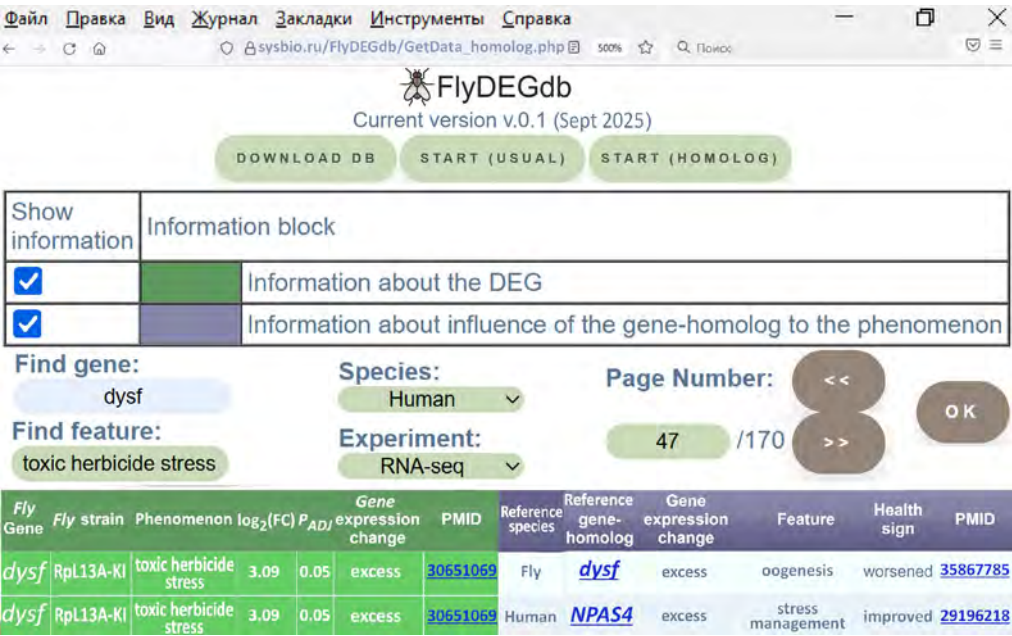 Файл Правка Вид Журнал Закладки Инструменты Справка
sysbio.ru/FlyDEGdb/GetData_homolog.php 500% Поиск
FlyDEGdb
Current version v.0.1 (Sept 2025)
DOWNLOAD DB START (USUAL) START (HOMOLOG)
Show information Information block
Information about the DEG
Information about influence of the gene-homolog to the phenomenon
Find gene: Species: Page Number: <<
dysf Human OK
Find feature: Experiment: 47 /170 >>
toxic herbicide stress RNA-seq
Fly Gene Fly strain Phenomenon log2(FC) PADJ Gene expression change PMID Reference species Reference gene-homolog Gene expression change Feature Health sign PMID
dysf RpL13A-KI toxic herbicide stress 3.09 0.05 excess 30651069 Fly dysf excess oogenesis worsened 35867785
dysf RpL13A-KI toxic herbicide stress 3.09 0.05 excess 30651069 Human NPAS4 excess stress management improved 29196218